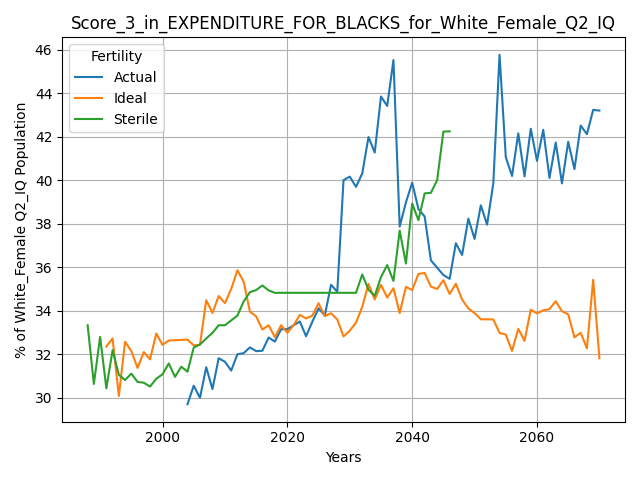 Score_3_in_EXPENDITURE_FOR_BLACKS_for_White_Female_Q2_IQ
% of White_Female Q2_IQ Population
46
44
42
40
38
36
34
32
30
Fertility
Actual
Ideal
Sterile
2000
2020
2040
2060
Years